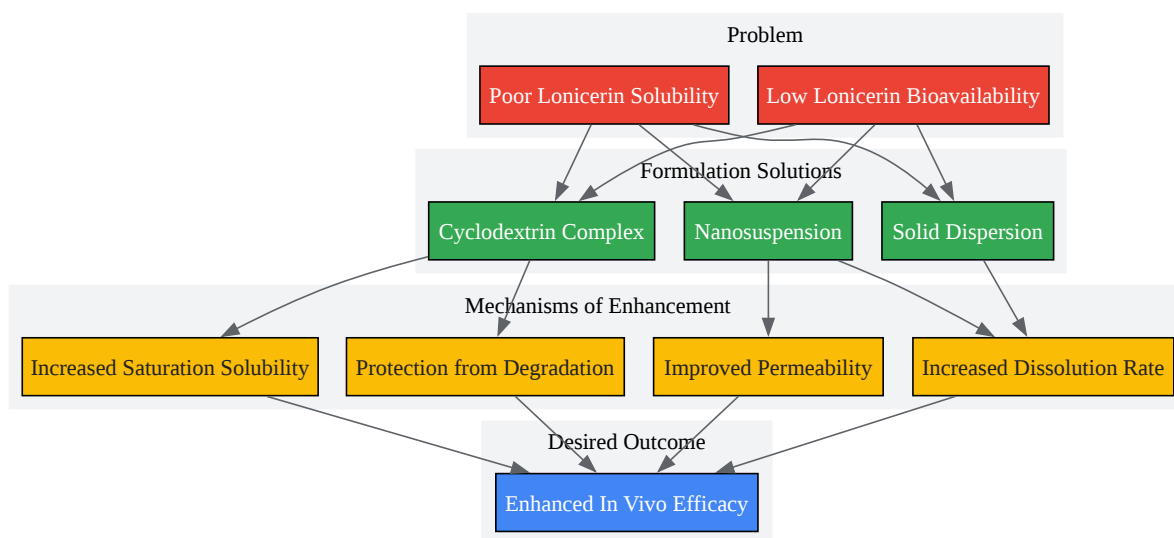 Problem
Poor Lonicerin Solubility
Low Lonicerin Bioavailability
Formulation Solutions
Cyclodextrin Complex
Nanosuspension
Solid Dispersion
Mechanisms of Enhancement
Increased Saturation Solubility
Protection from Degradation
Improved Permeability
Increased Dissolution Rate
Desired Outcome
Enhanced In Vivo Efficacy